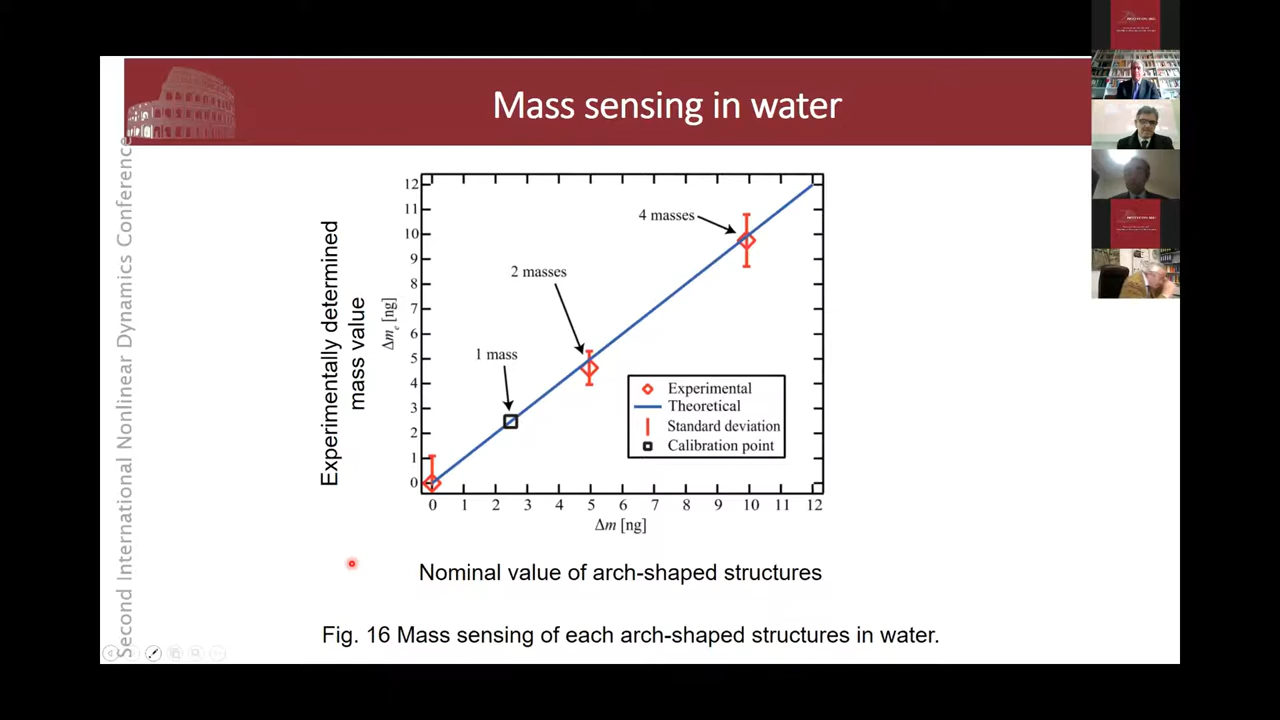 Mass sensing in water
Second International Nonlinear Dynamics Conference
Experimentally determined
mass value
Δmₑ [ng]
12
11
10
9
8
7
6
5
4
3
2
1
0
4 masses
2 masses
1 mass
Experimental
Theoretical
Standard deviation
Calibration point
0 1 2 3 4 5 6 7 8 9 10 11 12
Δm [ng]
Nominal value of arch-shaped structures
Fig. 16 Mass sensing of each arch-shaped structures in water.